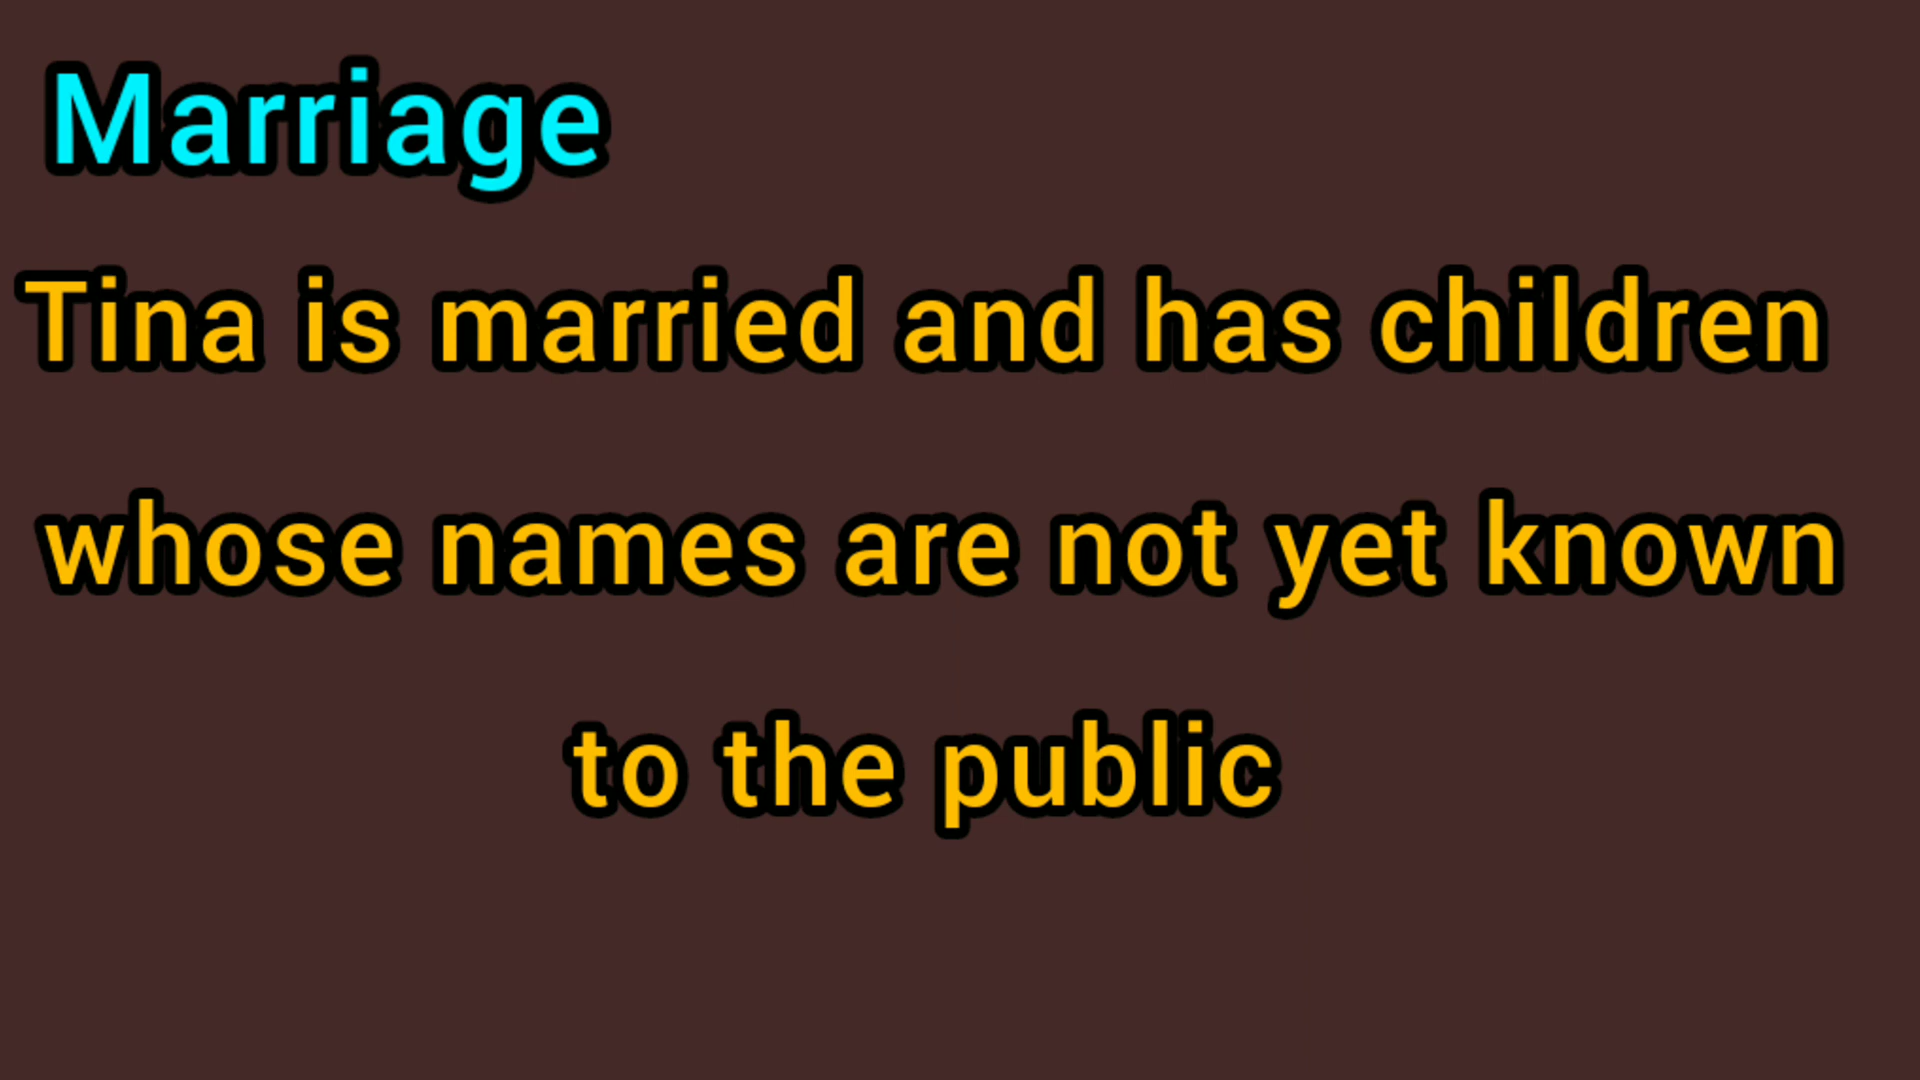 Marriage
Tina is married and has children
whose names are not yet known
to the public